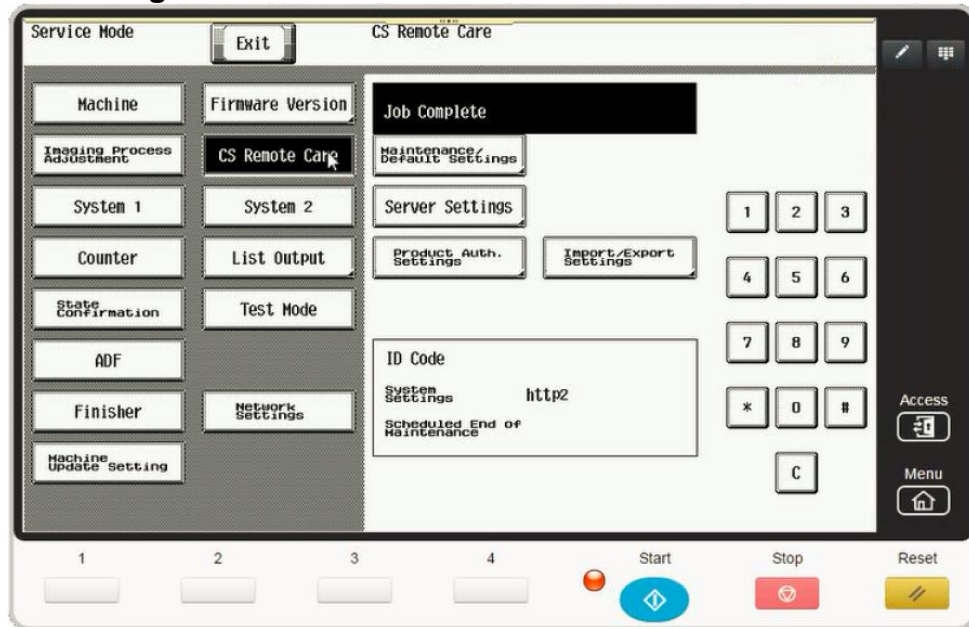 Service Mode
Exit
CS Remote Care
Machine
Firmware Version
Job Complete
Imaging Process
Adjustment
CS Remote Care
Maintenance/
Default Settings
System 1
System 2
Server Settings
1 2 3
Counter
List Output
Product Auth.
Settings
Import/Export
Settings
4 5 6
State
Confirmation
Test Mode
7 8 9
ADF
ID Code
System
Settings
http2
Finisher
Network
Settings
Scheduled End of
Maintenance
* 0 #
Access
Machine
Update Setting
C
Menu
1 2 3 4 Start Stop Reset